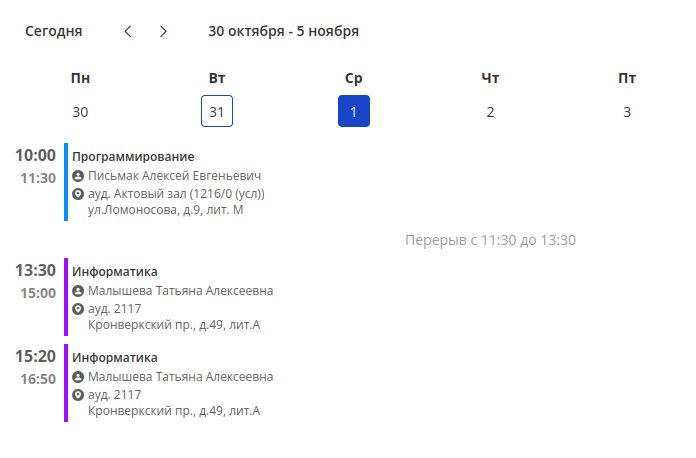 Сегодня 30 октября - 5 ноября
Пн Вт Ср Чт Пт
30 31 1 2 3
10:00 Программирование
11:30 Письмак Алексей Евгеньевич
ауд. Актовый зал (1216/0 (усл))
ул.Ломоносова, д.9, лит. М
Перерыв с 11:30 до 13:30
13:30 Информатика
15:00 Малышева Татьяна Алексеевна
ауд. 2117
Кронверкский пр., д.49, лит.А
15:20 Информатика
16:50 Малышева Татьяна Алексеевна
ауд. 2117
Кронверкский пр., д.49, лит.А